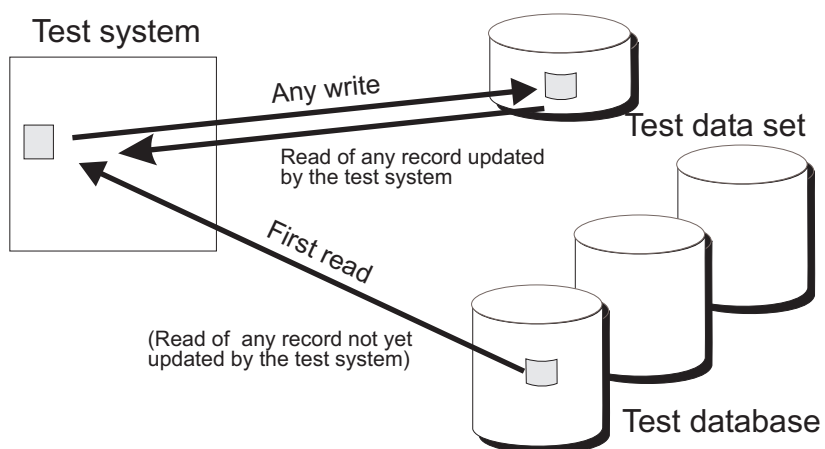 Test system
Any write
Test data set
Read of any record updated
by the test system
First read
(Read of any record not yet
updated by the test system)
Test database